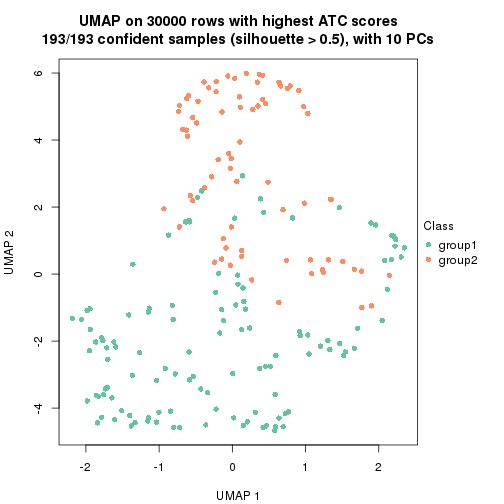 UMAP on 30000 rows with highest ATC scores
193/193 confident samples (silhouette > 0.5), with 10 PCs
6
4
2
0
-2
-4
UMAP 2
-2
-1
0
1
2
UMAP 1
Class
group1
group2